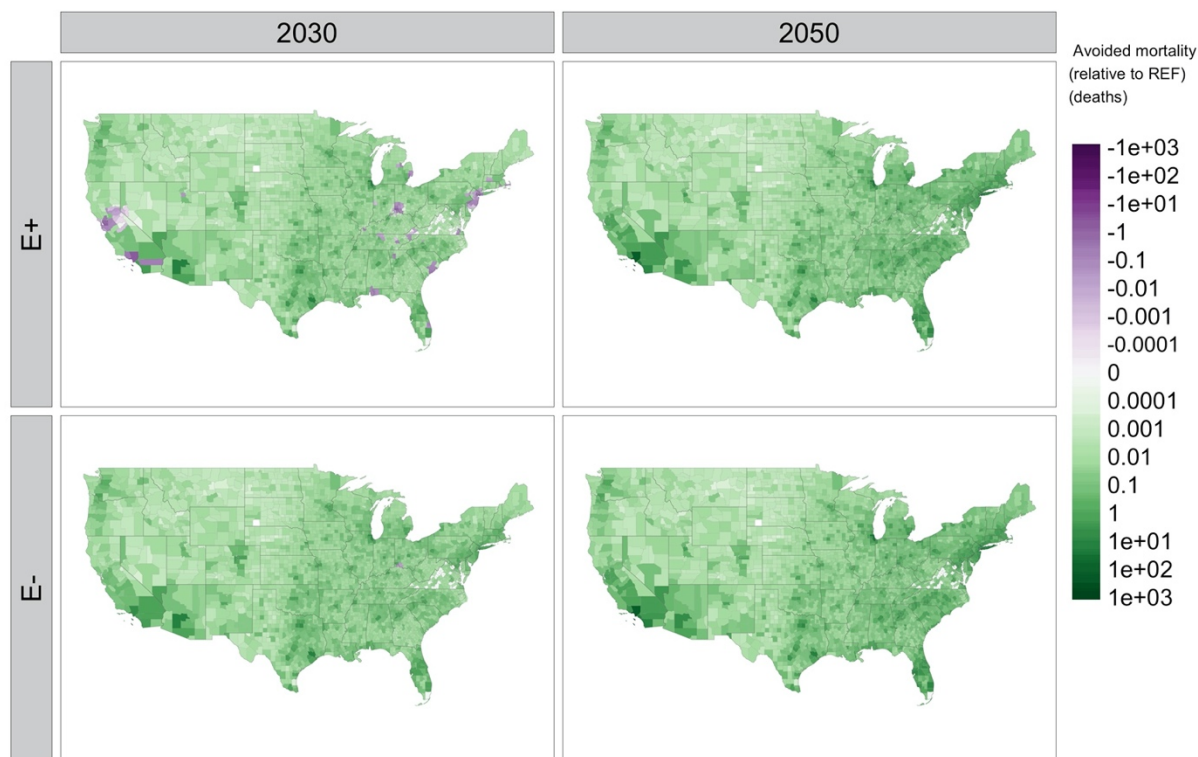 2030
2050
Avoided mortality
(relative to REF)
(deaths)
E+
E-
-1e+03
-1e+02
-1e+01
-1
-0.1
-0.01
-0.001
-0.0001
0
0.0001
0.001
0.01
0.1
1
1e+01
1e+02
1e+03